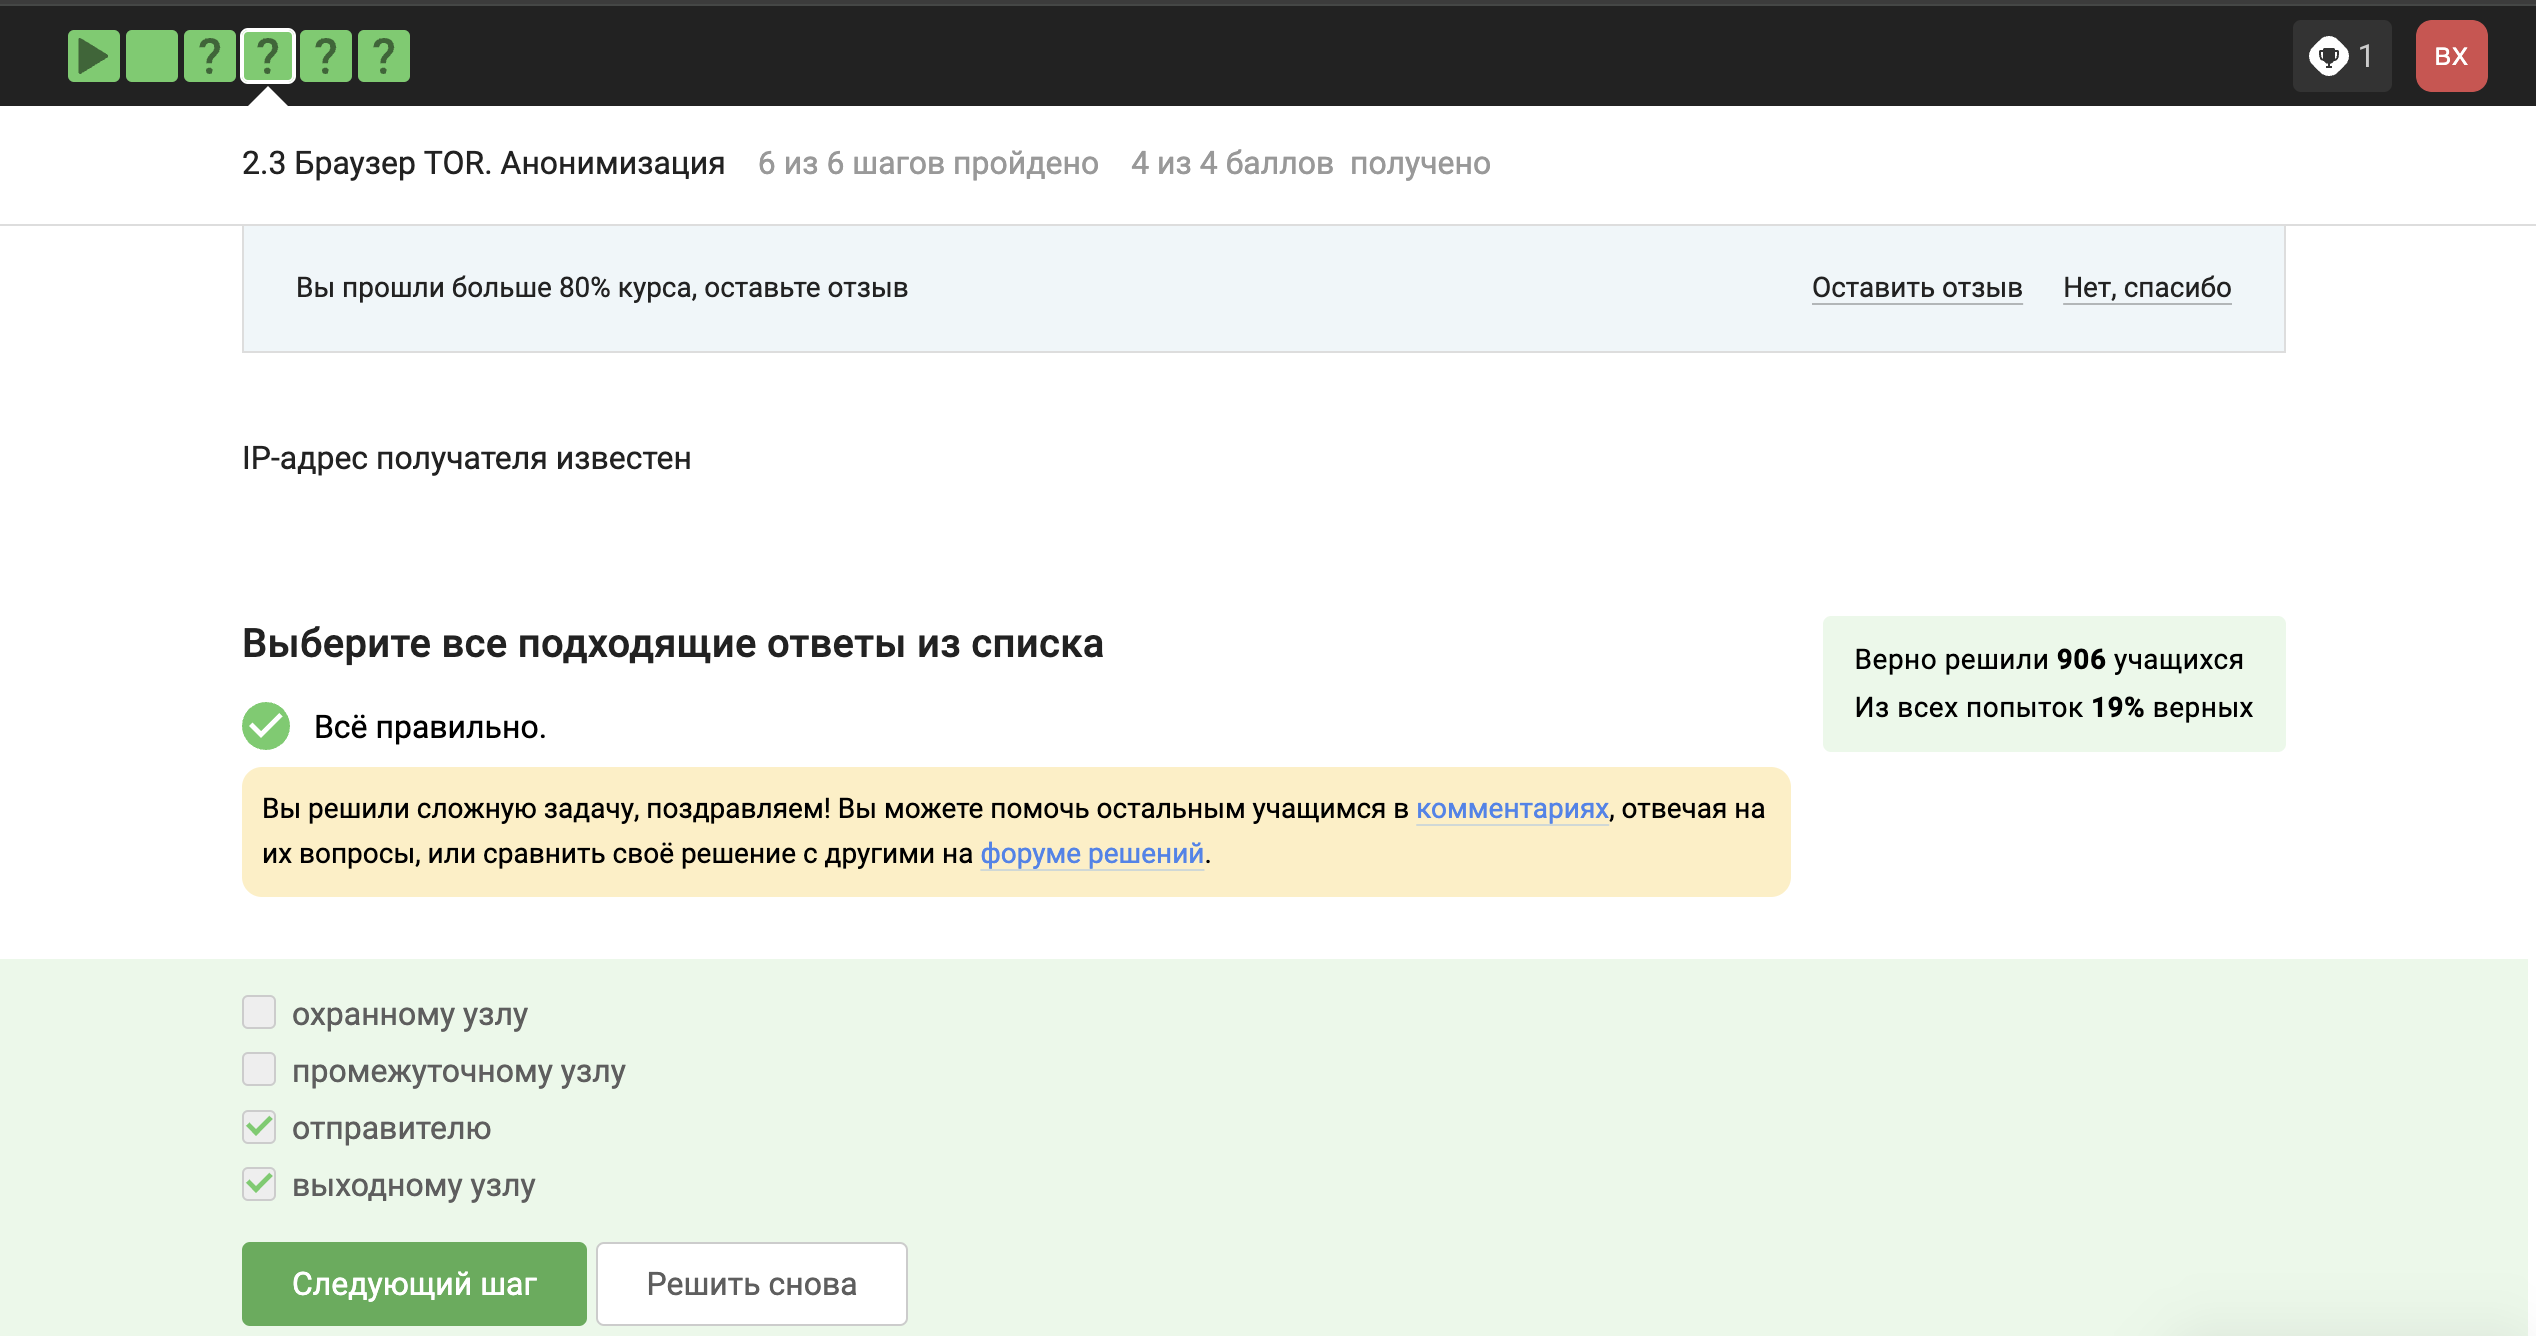 ? ? ? ?
1
ВХ
2.3 Браузер TOR. Анонимизация 6 из 6 шагов пройдено 4 из 4 баллов получено
Вы прошли больше 80% курса, оставьте отзыв Оставить отзыв Нет, спасибо
IP-адрес получателя известен
Выберите все подходящие ответы из списка
Верно решили 906 учащихся
Из всех попыток 19% верных
Всё правильно.
Вы решили сложную задачу, поздравляем! Вы можете помочь остальным учащимся в комментариях, отвечая на
их вопросы, или сравнить своё решение с другими на форуме решений.
охранному узлу
промежуточному узлу
отправителю
выходному узлу
Следующий шаг Решить снова